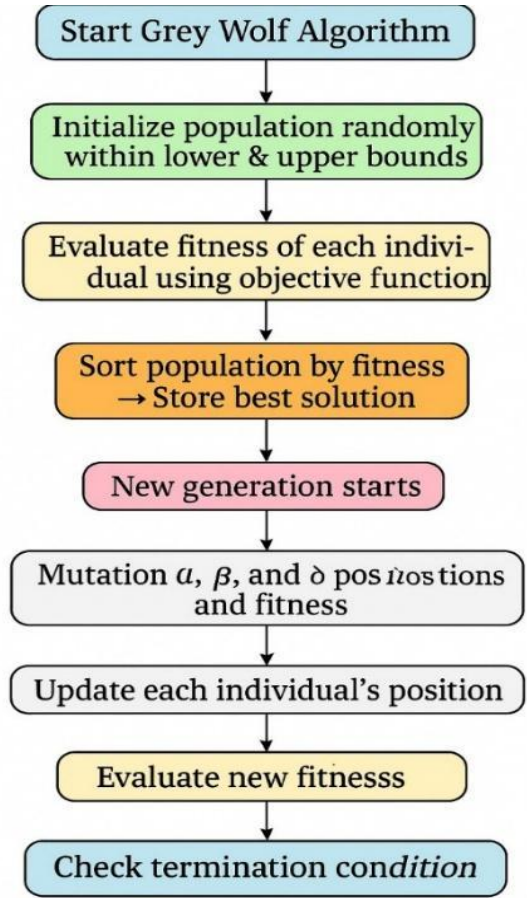 Start Grey Wolf Algorithm
Initialize population randomly
within lower & upper bounds
Evaluate fitness of each indivi-
dual using objective function
Sort population by fitness
→ Store best solution
New generation starts
Mutation α, β, and δ pos tions
and fitness
Update each individual's position
Evaluate new fitnesss
Check termination condition